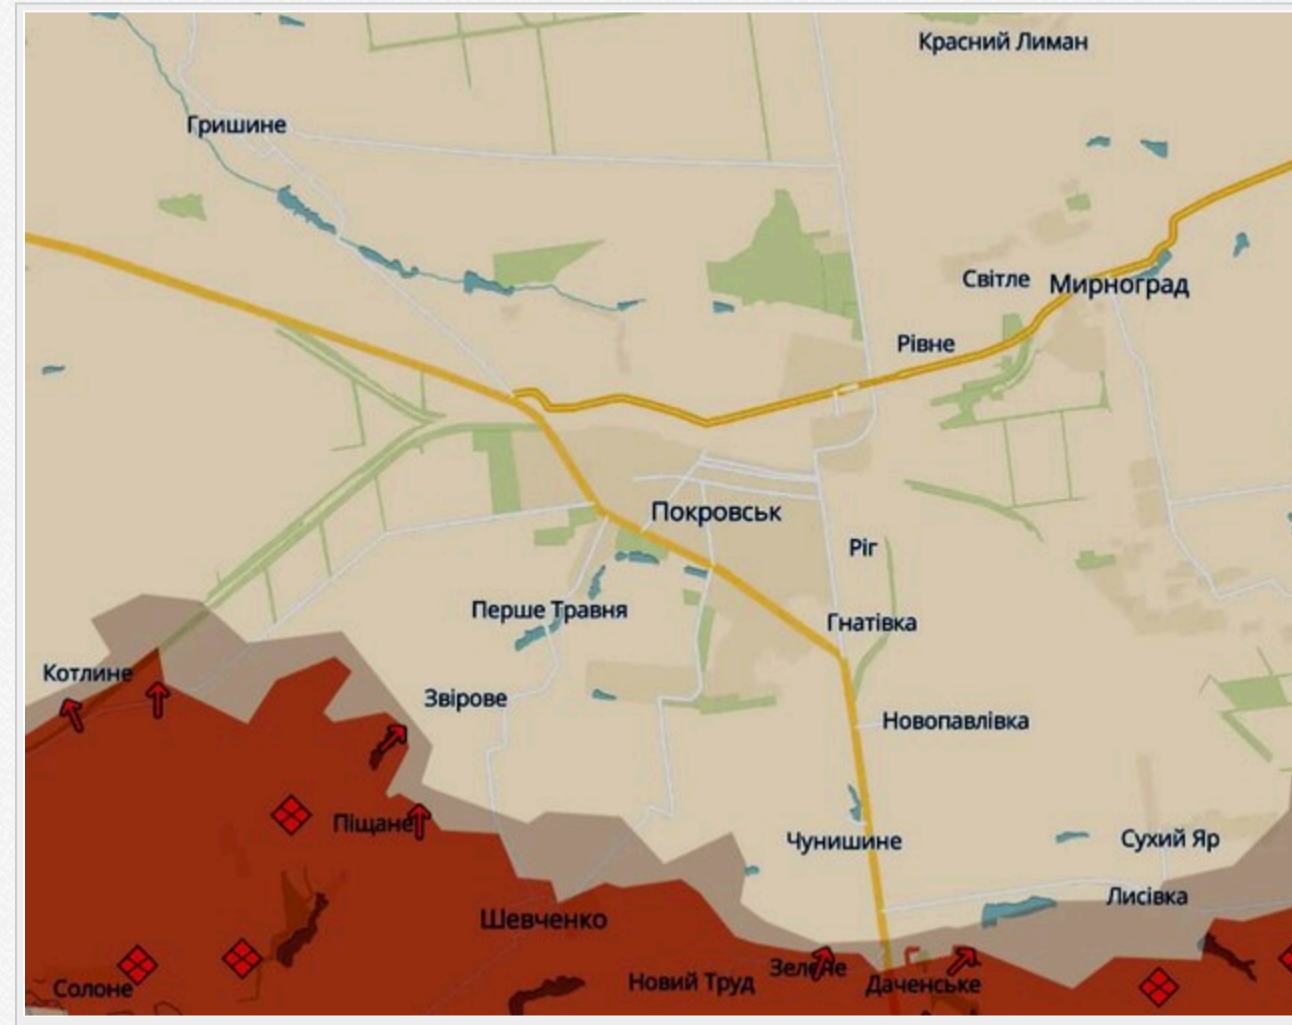 Красний Лиман
Гришине
Світле
Мирноград
Рівне
Покровськ
Ріг
Перше Травня
Гнатівка
Котлине
Звірове
Новопавлівка
Піщане
Чунишине
Сухий Яр
Лисівка
Шевченко
Зелене
Новий Труд
Даченське
Солоне